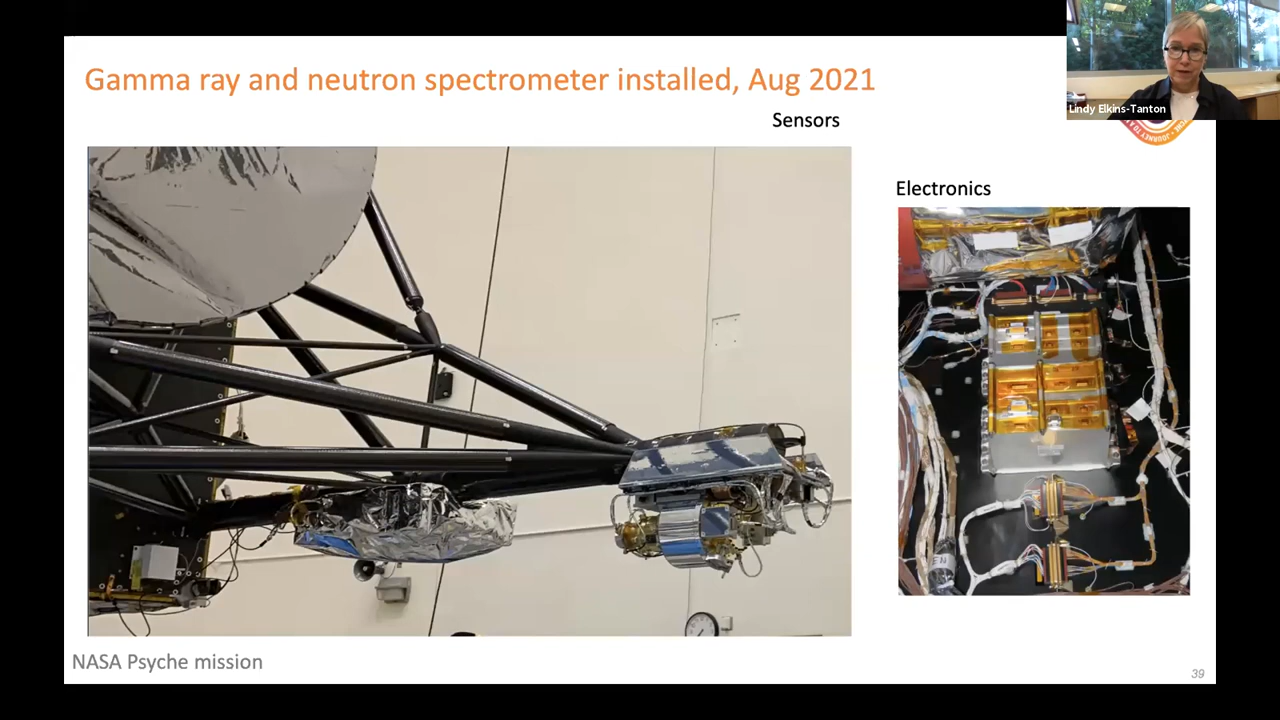 Gamma ray and neutron spectrometer installed, Aug 2021
Lindy Elkins-Tanton
Sensors
Electronics
NASA Psyche mission
39